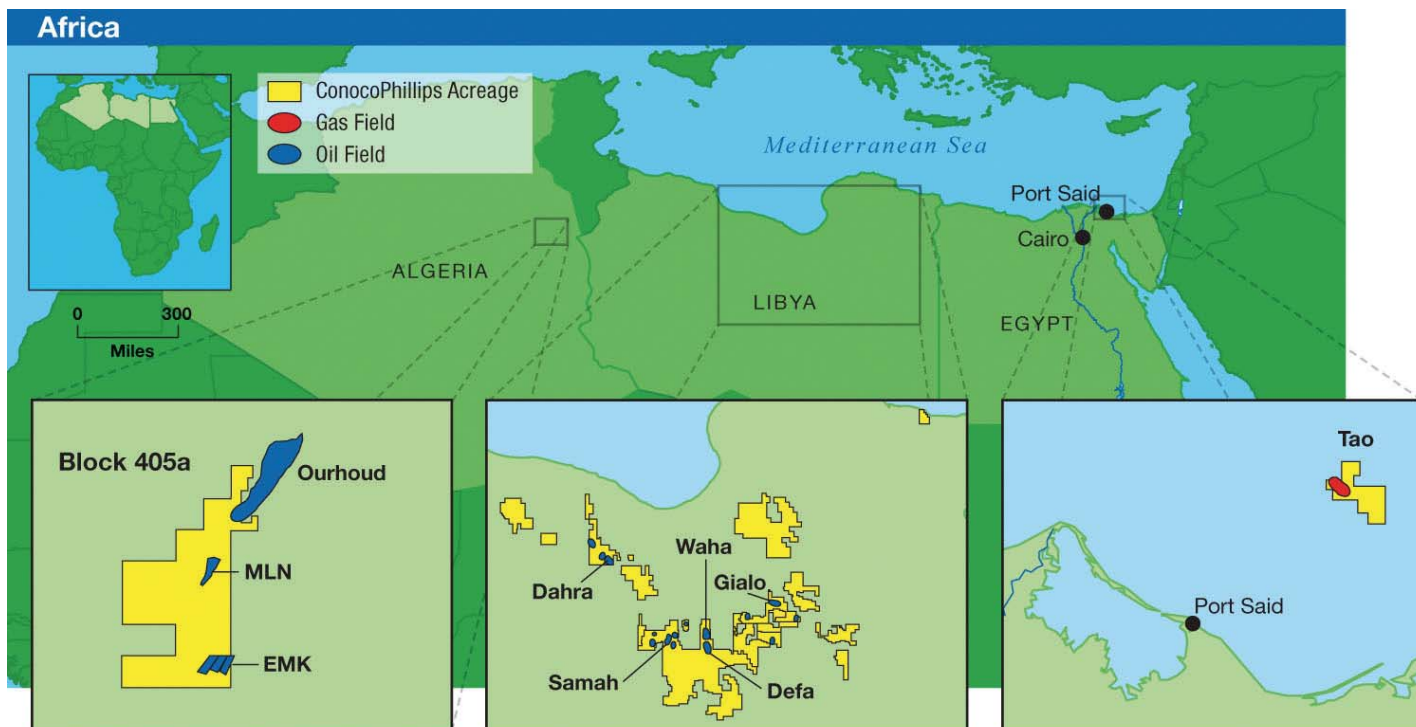 Africa
ConocoPhillips Acreage
Gas Field
Oil Field
Mediterranean Sea
Port Said
Cairo
ALGERIA
LIBYA
EGYPT
0 300
Miles
Block 405a
Ourhoud
MLN
EMK
Waha
Gialo
Dahra
Samah
Defa
Tao
Port Said